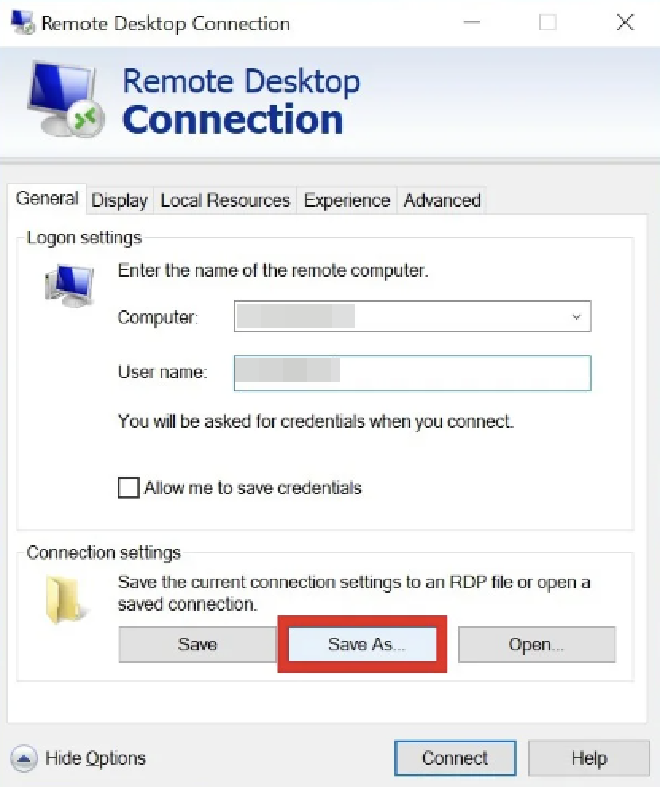 Remote Desktop Connection
Remote Desktop
Connection
General Display Local Resources Experience Advanced
Logon settings
Enter the name of the remote computer.
Computer:
User name:
You will be asked for credentials when you connect.
Allow me to save credentials
Connection settings
Save the current connection settings to an RDP file or open a
saved connection.
Save Save As... Open...
Hide Options Connect Help